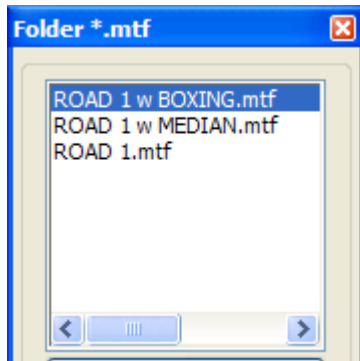 Folder *.mtf
ROAD 1 w BOXING.mtf
ROAD 1 w MEDIAN.mtf
ROAD 1.mtf